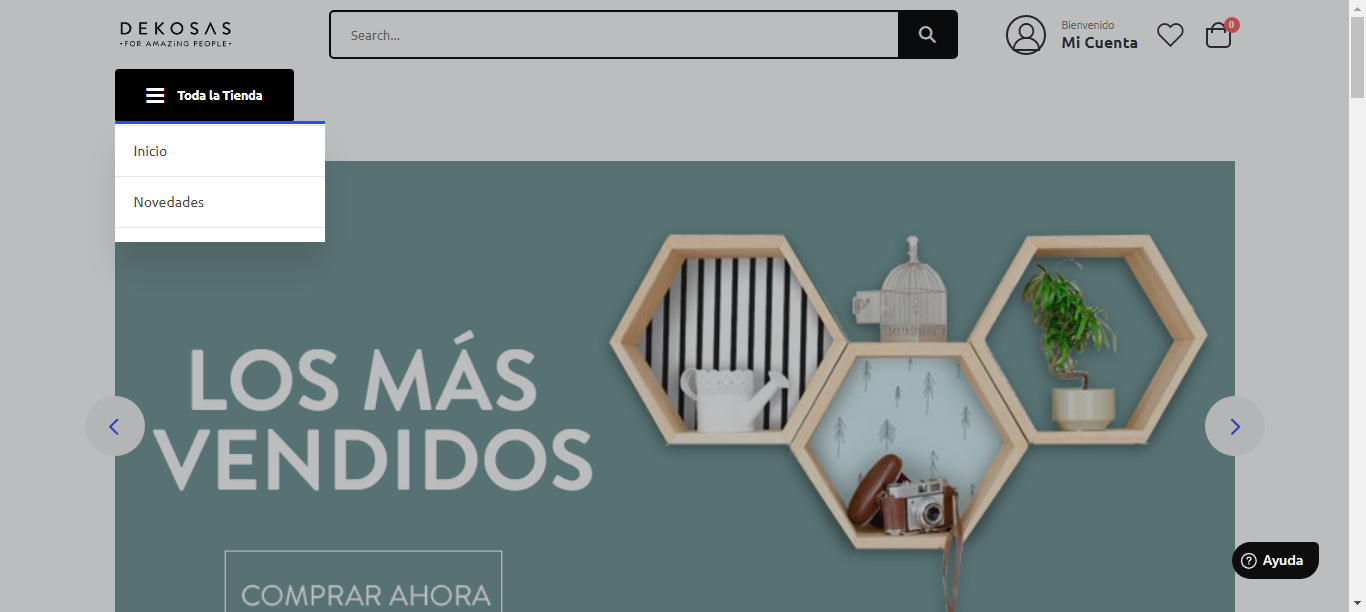 DEKOSAS
•FOR AMAZING PEOPLE•
Search...
Bienvenido
Mi Cuenta
0
Toda la Tienda
Inicio
Novedades
LOS MÁS
VENDIDOS
COMPRAR AHORA
Ayuda